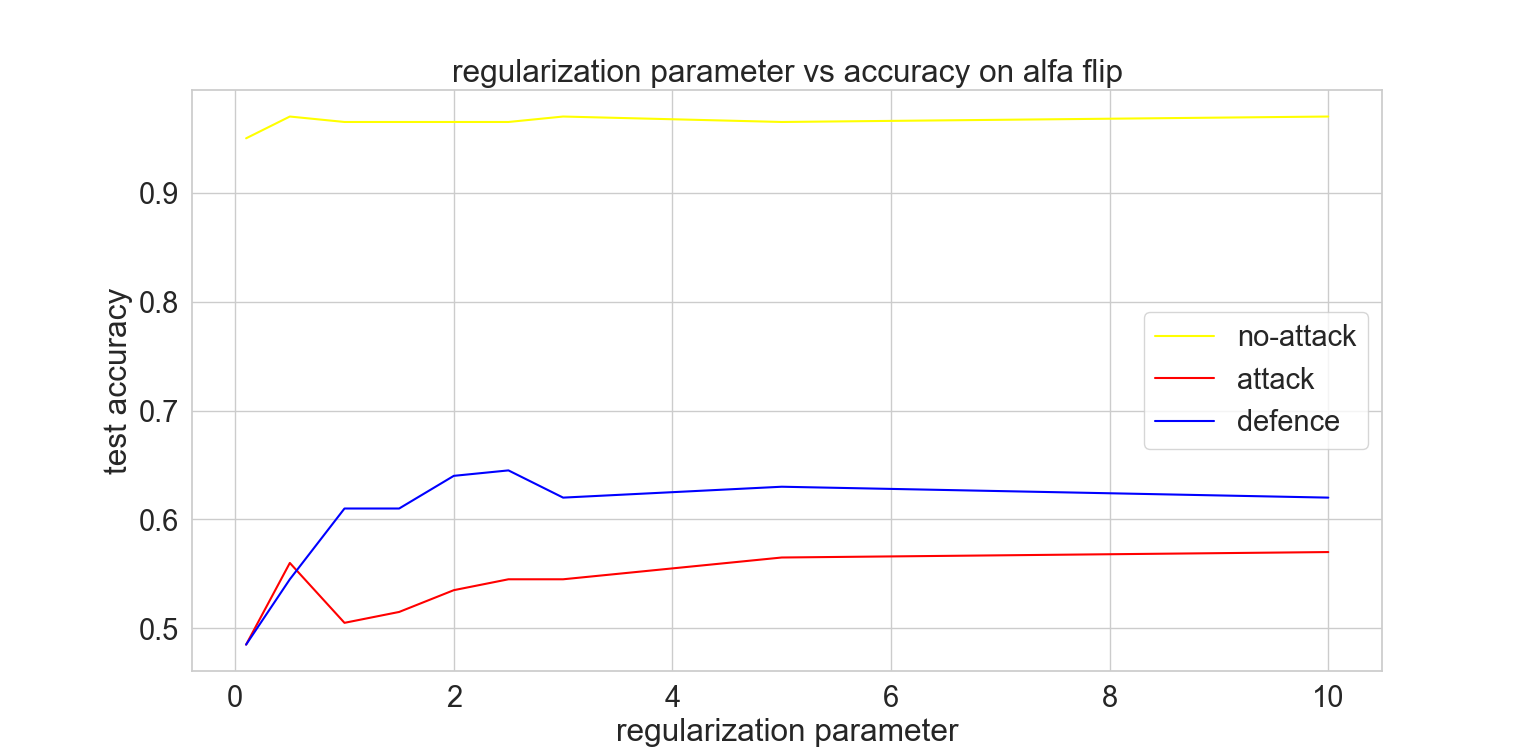 regularization parameter vs accuracy on alfa flip
test accuracy
0.9
0.8
0.7
0.6
0.5
no-attack
attack
defence
0 2 4 6 8 10
regularization parameter